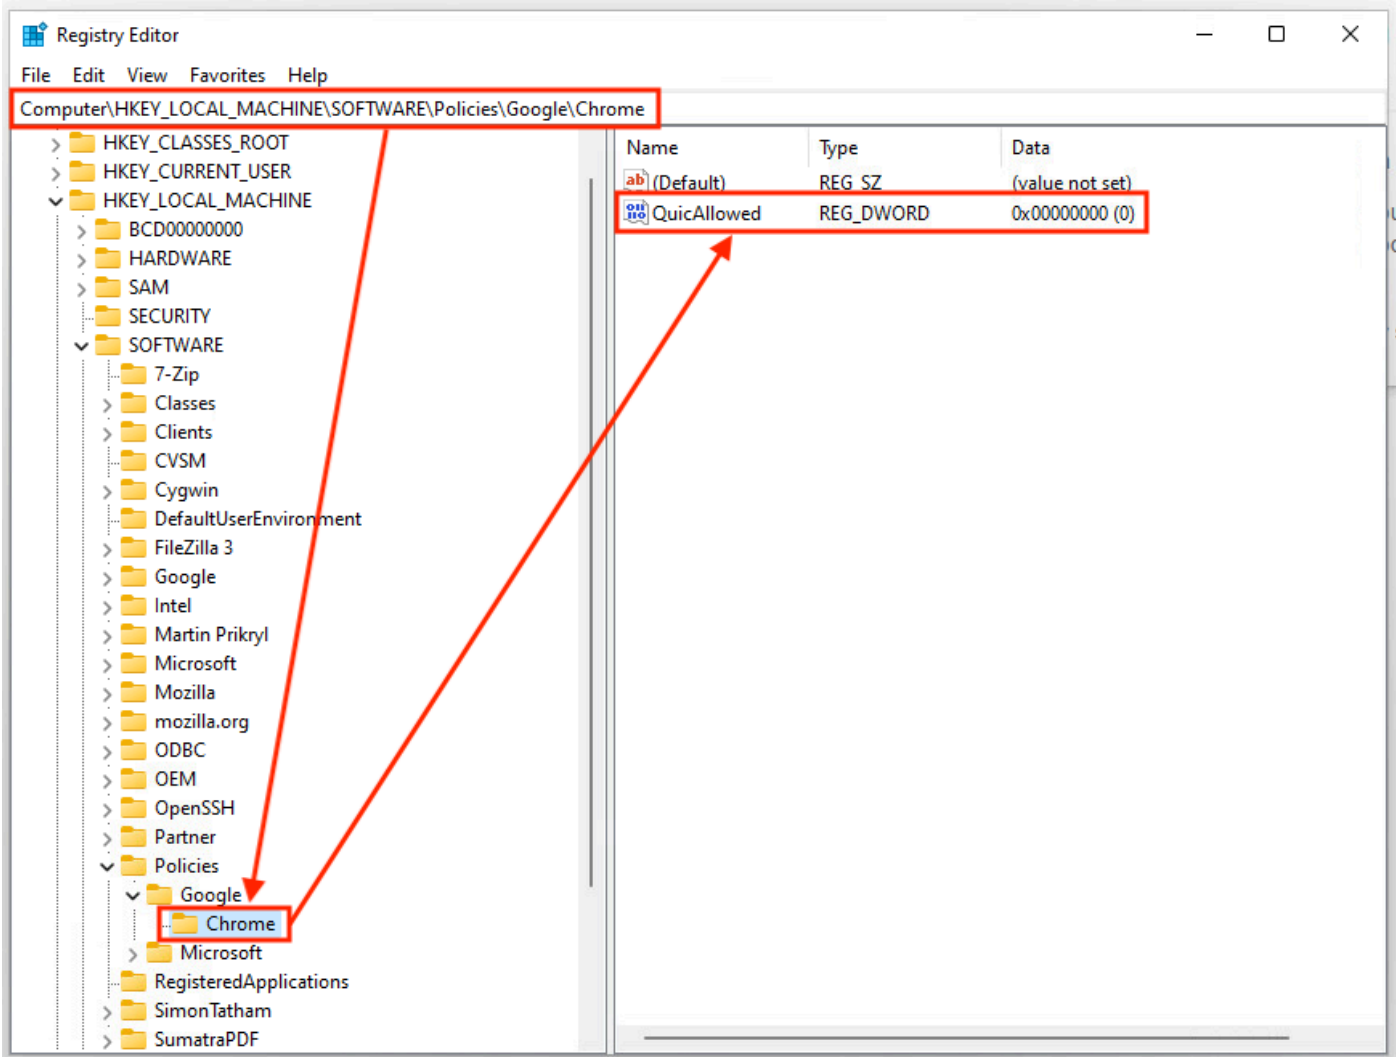 Registry Editor
File Edit View Favorites Help
Computer\HKEY_LOCAL_MACHINE\SOFTWARE\Policies\Google\Chrome
HKEY_CLASSES_ROOT
HKEY_CURRENT_USER
HKEY_LOCAL_MACHINE
BCD00000000
HARDWARE
SAM
SECURITY
SOFTWARE
7-Zip
Classes
Clients
CVSM
Cygwin
DefaultUserEnvironment
FileZilla 3
Google
Intel
Martin Prikryl
Microsoft
Mozilla
mozilla.org
ODBC
OEM
OpenSSH
Partner
Policies
Google
Chrome
Microsoft
RegisteredApplications
SimonTatham
SumatraPDF
Name Type Data
(Default) REG_SZ (value not set)
QuicAllowed REG_DWORD 0x00000000 (0)